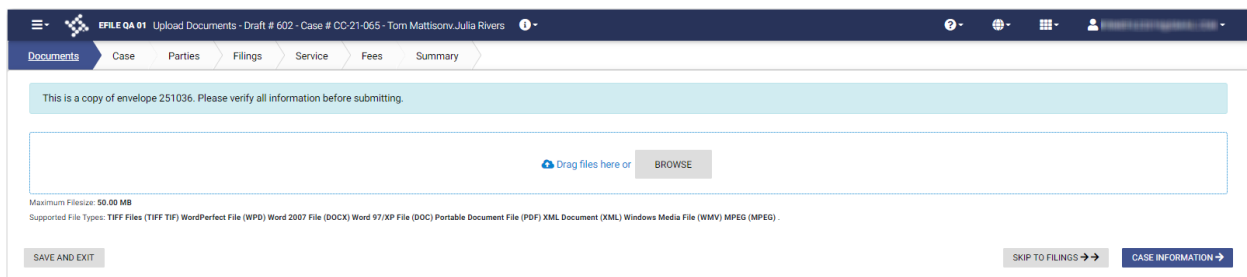 EFILE QA 01 Upload Documents - Draft # 602 - Case # CC-21-065 - Tom Mattisonv.Julia Rivers
Documents Case Parties Filings Service Fees Summary
This is a copy of envelope 251036. Please verify all information before submitting.
Drag files here or BROWSE
Maximum Filesize: 50.00 MB
Supported File Types: TIFF Files (TIFF TIF) WordPerfect File (WPD) Word 2007 File (DOCX) Word 97/XP File (DOC) Portable Document File (PDF) XML Document (XML) Windows Media File (WMV) MPEG (MPEG) .
SAVE AND EXIT SKIP TO FILINGS →→ CASE INFORMATION →